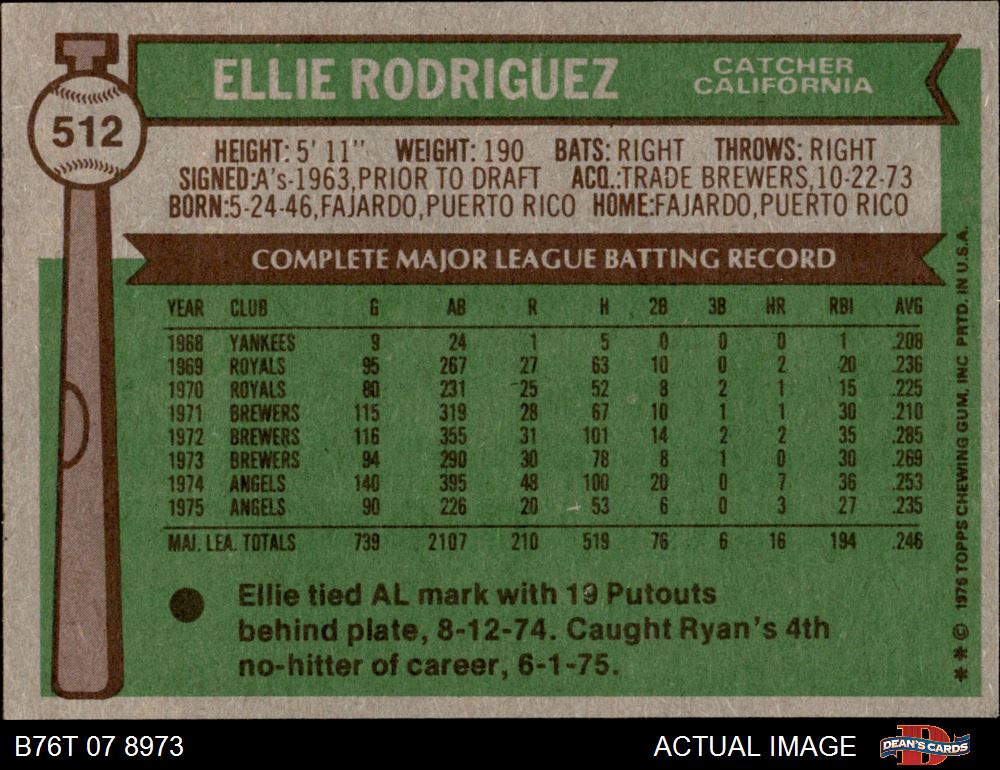 ELLIE RODRIGUEZ
CATCHER
CALIFORNIA
512
HEIGHT: 5' 11" WEIGHT: 190 BATS: RIGHT THROWS: RIGHT
SIGNED:A's-1963,PRIOR TO DRAFT ACQ.:TRADE BREWERS,10-22-73
BORN:5-24-46,FAJARDO,PUERTO RICO HOME:FAJARDO,PUERTO RICO
COMPLETE MAJOR LEAGUE BATTING RECORD
YEAR CLUB G AB R H 2B 3B HR RBI AVG
1968 YANKEES 9 24 1 5 0 0 0 1 .208
1969 ROYALS 95 267 27 63 10 0 2 20 .236
1970 ROYALS 80 231 25 52 8 2 1 15 .225
1971 BREWERS 115 319 28 67 10 1 1 30 .210
1972 BREWERS 116 355 31 101 14 2 2 35 .285
1973 BREWERS 94 290 30 78 8 1 0 30 .269
1974 ANGELS 140 395 48 100 20 0 7 36 .253
1975 ANGELS 90 226 20 53 6 0 3 27 .235
MAJ. LEA. TOTALS 739 2107 210 519 76 6 16 194 .246
Ellie tied AL mark with 19 Putouts
behind plate, 8-12-74. Caught Ryan's 4th
no-hitter of career, 6-1-75.
** © 1976 TOPPS CHEWING GUM, INC PRTD. IN U.S.A.
B76T 07 8973
ACTUAL IMAGE
DEAN'S CARDS